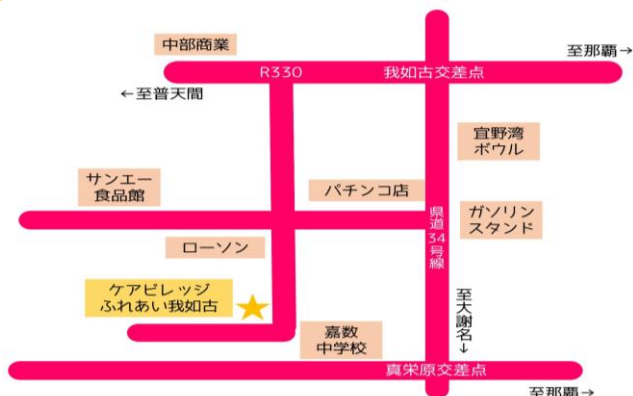 中部商業
至那覇→
R330
我如古交差点
←至普天間
宜野湾
ボウル
サンエー
食品館
パチンコ店
ガソリン
スタンド
県道34号線
ローソン
ケアビレッジ
ふれあい我如古
至大謝名↓
嘉数
中学校
真栄原交差点
至那覇→